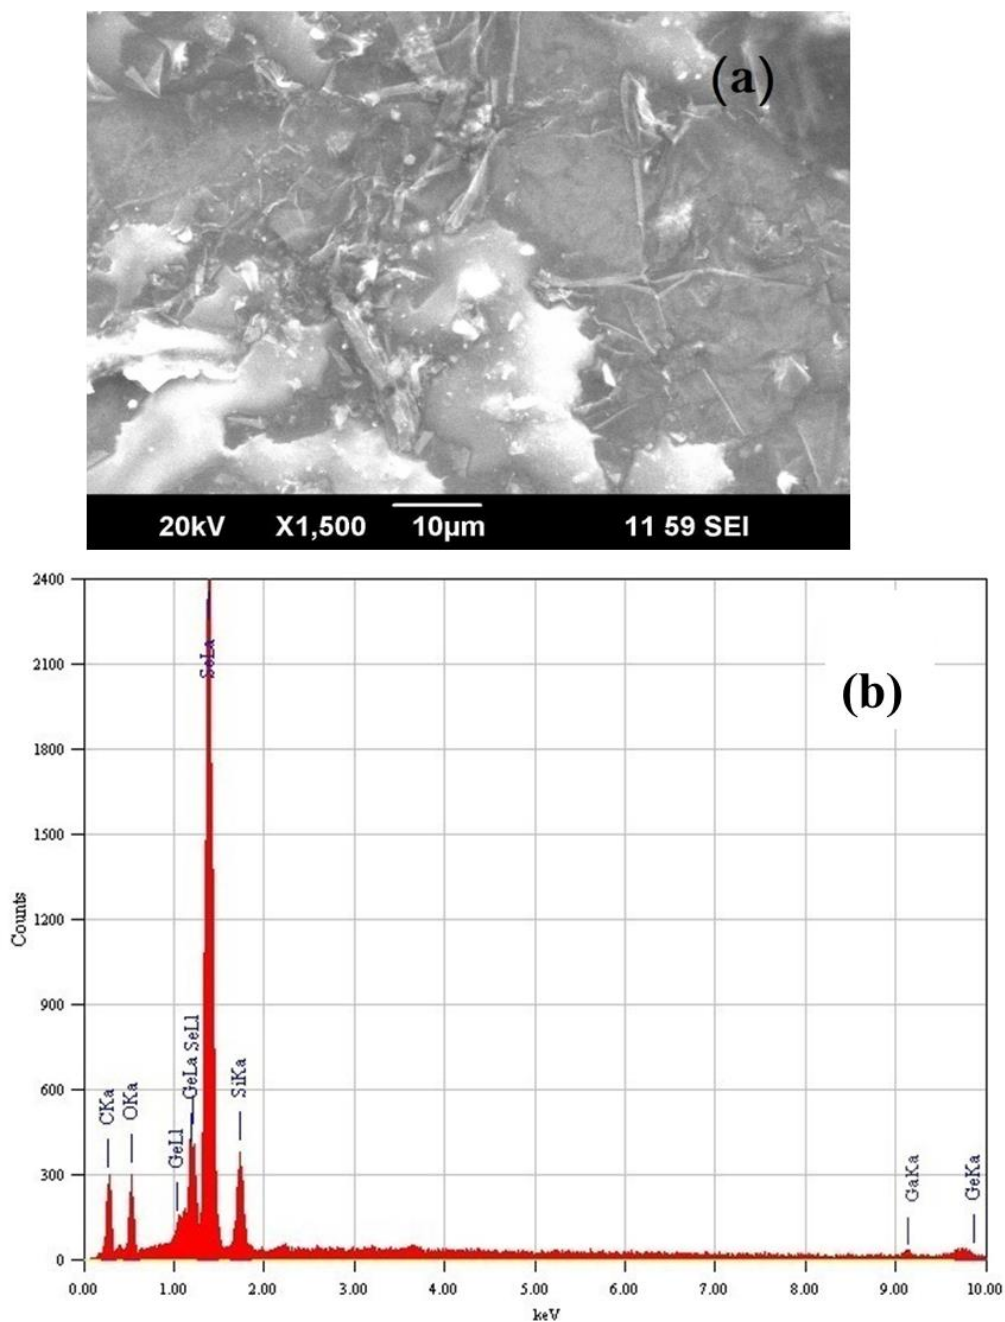 (a)
20kV X1,500 10µm 11 59 SEI
(b)
2400
2100
1800
1500
1200
900
600
300
0
Counts
CKa
OKa
GeLl
GeLa SeLl
SeLa
SiKa
GaKa
GeKa
0.00 1.00 2.00 3.00 4.00 5.00 6.00 7.00 8.00 9.00 10.00
keV